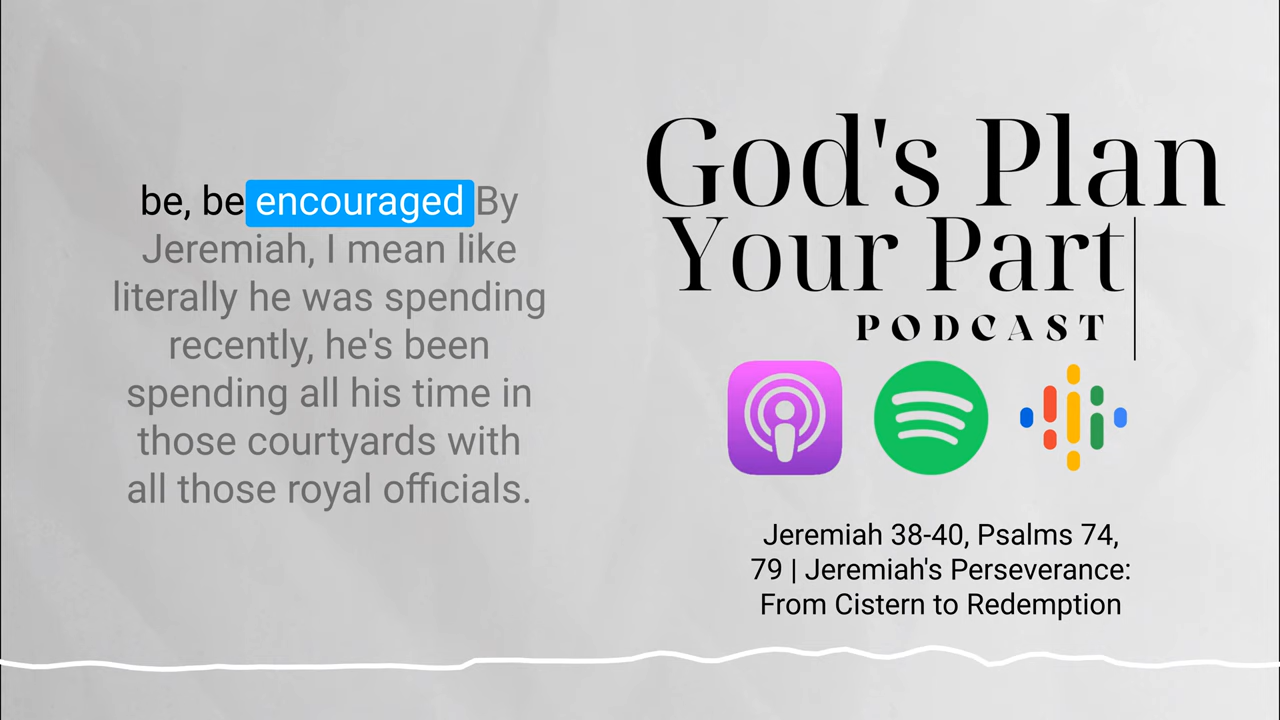 be, be encouraged By
Jeremiah, I mean like
literally he was spending
recently, he's been
spending all his time in
those courtyards with
all those royal officials.
God's Plan
Your Part
PODCAST
Jeremiah 38-40, Psalms 74,
79 | Jeremiah's Perseverance:
From Cistern to Redemption